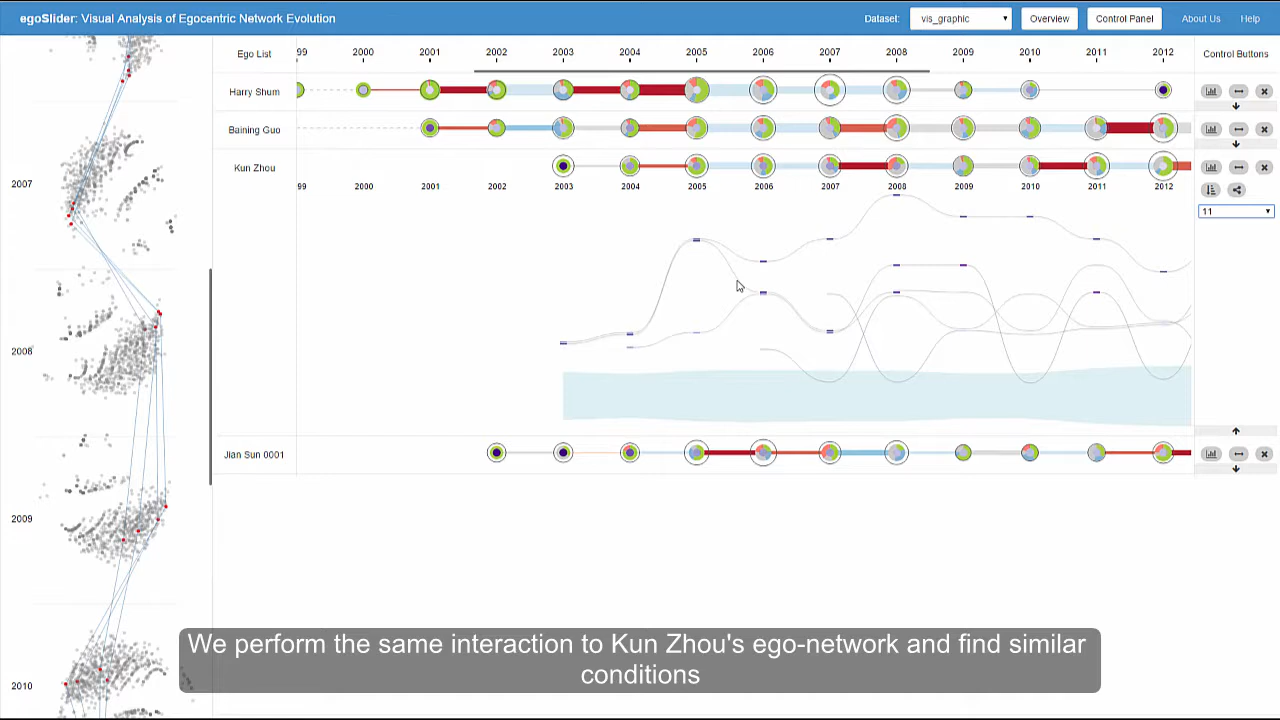 egoSlider: Visual Analysis of Egocentric Network Evolution
Dataset: vis_graphic Overview Control Panel About Us Help
Ego List 99 2000 2001 2002 2003 2004 2005 2006 2007 2008 2009 2010 2011 2012 Control Buttons
Harry Shum
Baining Guo
Kun Zhou
99 2000 2001 2002 2003 2004 2005 2006 2007 2008 2009 2010 2011 2012
11
Jian Sun 0001
2007
2008
2009
2010
We perform the same interaction to Kun Zhou's ego-network and find similar
conditions